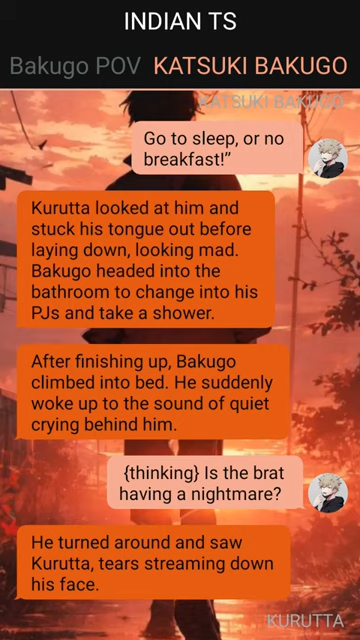 INDIAN TS
Bakugo POV KATSUKI BAKUGO
KATSUKI BAKUGO
Go to sleep, or no
breakfast!”
Kurutta looked at him and
stuck his tongue out before
laying down, looking mad.
Bakugo headed into the
bathroom to change into his
PJs and take a shower.
After finishing up, Bakugo
climbed into bed. He suddenly
woke up to the sound of quiet
crying behind him.
{thinking} Is the brat
having a nightmare?
He turned around and saw
Kurutta, tears streaming down
his face.
KURUTTA